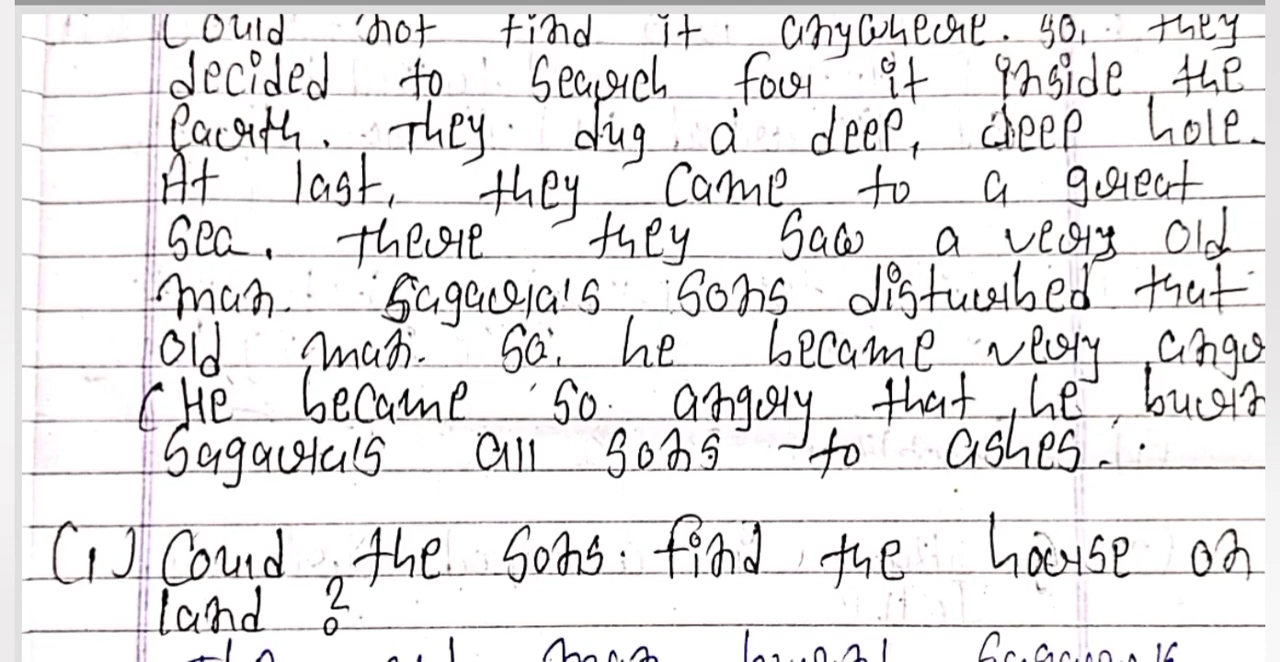 Could not find it anywhere. So, they
decided to search for it inside the
Earth. They dug a deep, deep hole.
At last, they came to a great
sea. There they saw a very old
man. Sagara's sons disturbed that
old man. So, he became very angr
(He became so angry that he burn
Sagara's all sons to ashes.
(1) Could the sons find the horse on
land ?